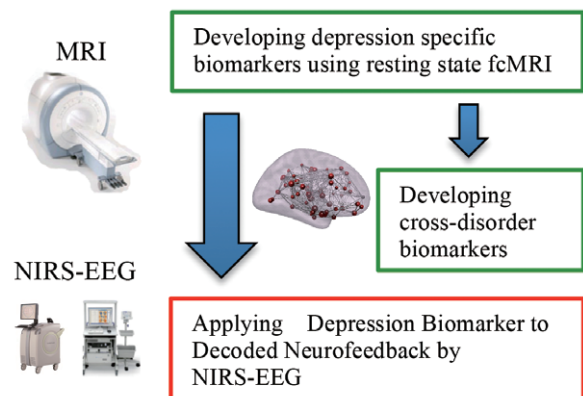 MRI
Developing depression specific
biomarkers using resting state fcMRI
Developing
cross-disorder
biomarkers
NIRS-EEG
Applying Depression Biomarker to
Decoded Neurofeedback by
NIRS-EEG